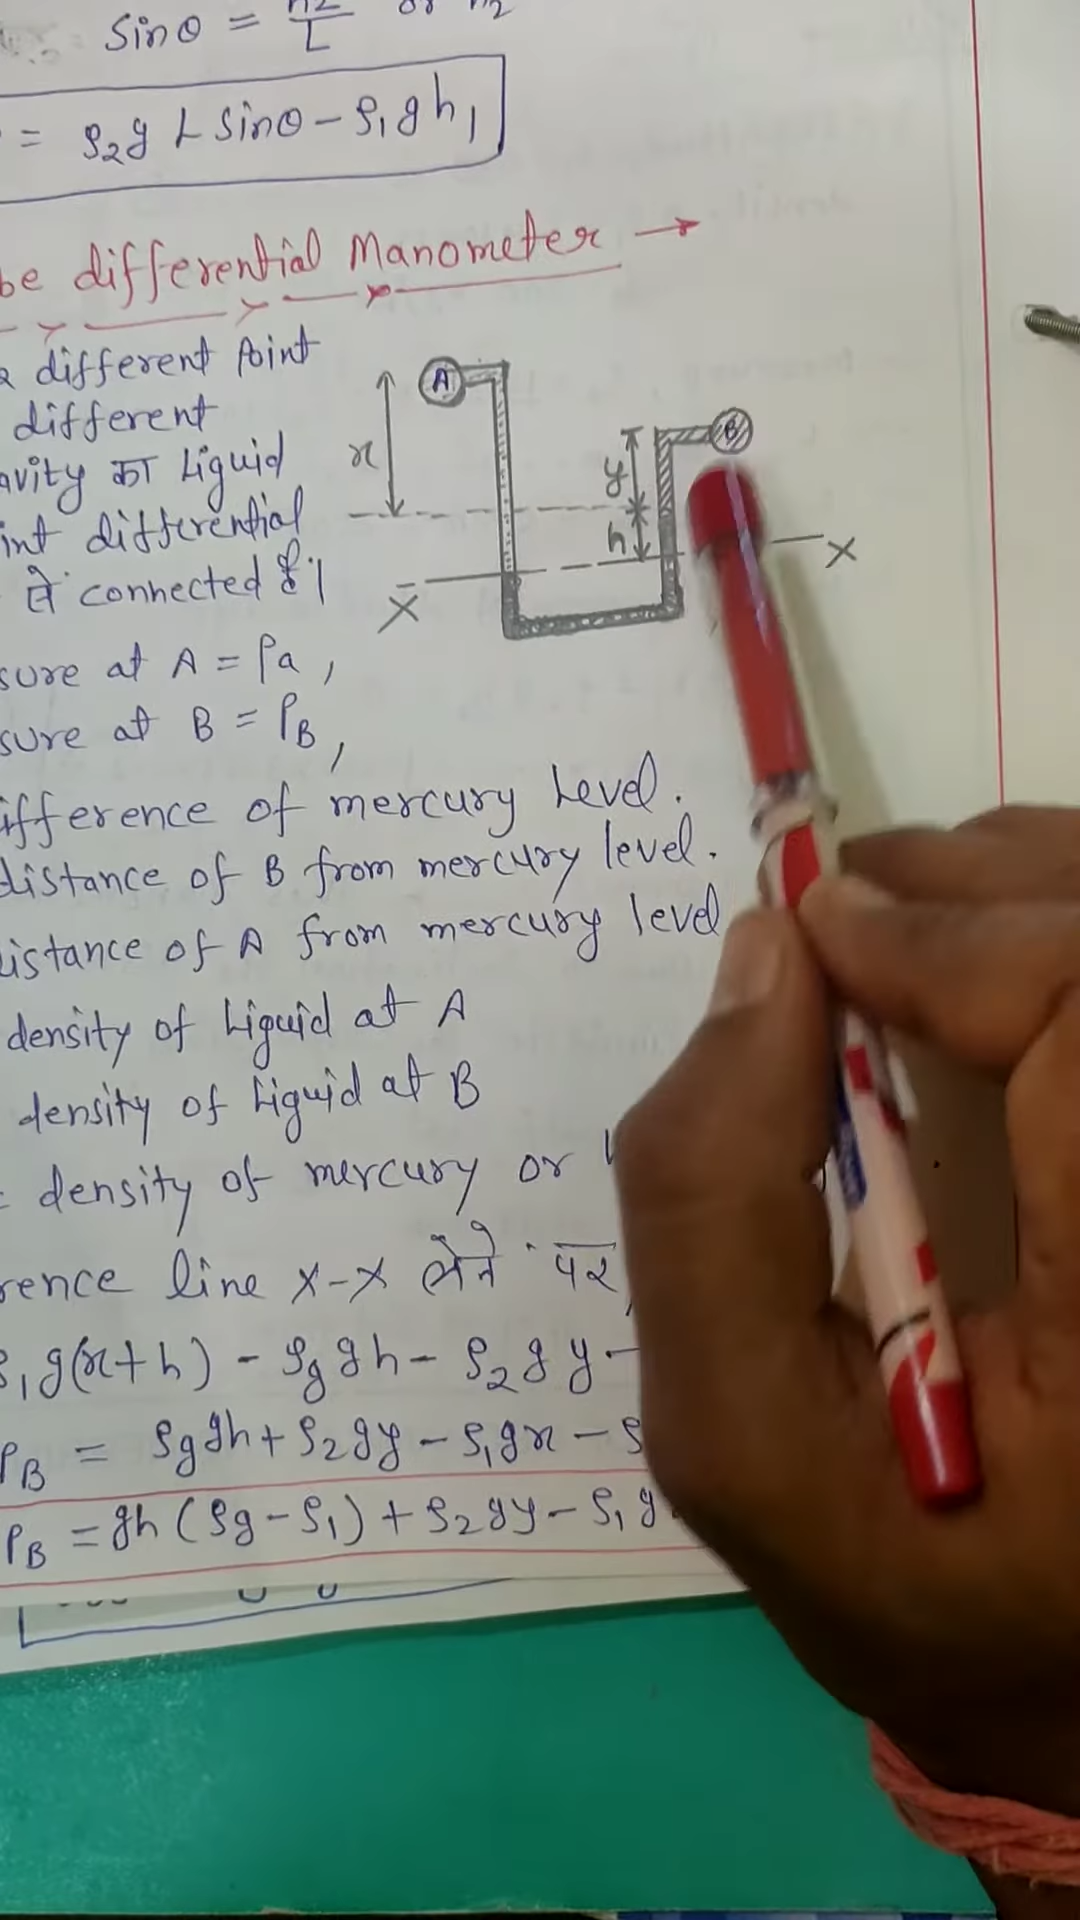 Sinθ =
= ρ2g L sinθ - ρ1gh1
be differential Manometer →
different Point
different
avity का Liquid
int differential
से connected है।
A
x
B
y
h
X
X
sure at A = Pa,
sure at B = PB,
ifference of mercury level.
distance of B from mercury level.
istance of A from mercury level
density of liquid at A
density of liquid at B
= density of mercury or
rence line x-x लेने पर,
ρ1g(x+h) - ρg gh - ρ2gy -
PB = ρg gh + ρ2gy - ρ1gx - ρ
PB = gh (ρg - ρ1) + ρ2gy - ρ1g